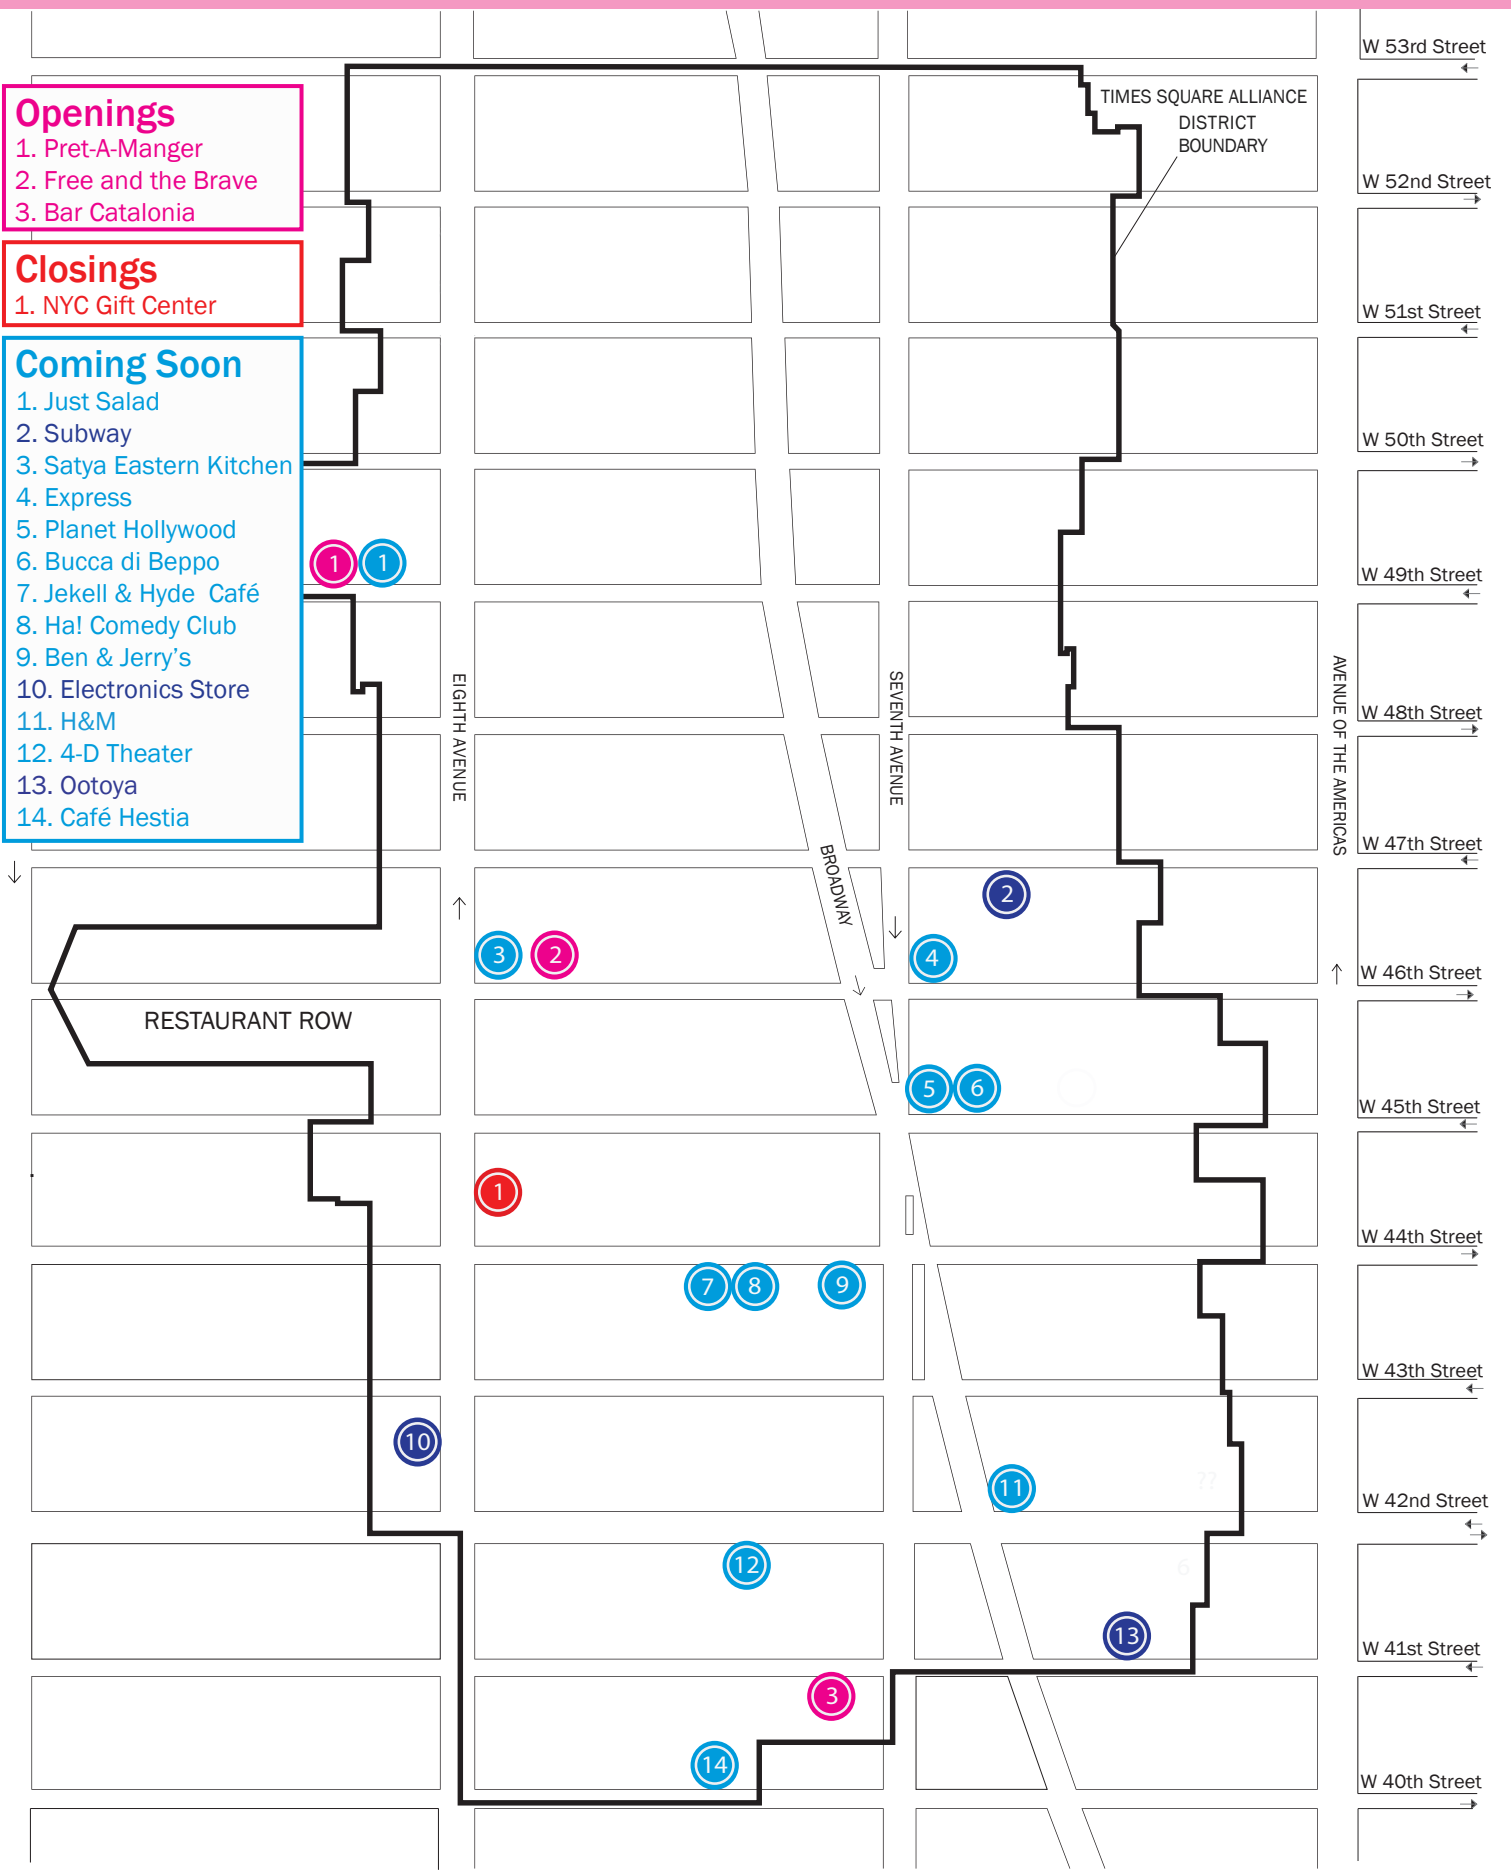 Openings
1. Pret-A-Manger
2. Free and the Brave
3. Bar Catalonia
Closings
1. NYC Gift Center
Coming Soon
1. Just Salad
2. Subway
3. Satya Eastern Kitchen
4. Express
5. Planet Hollywood
6. Bucca di Beppo
7. Jekell & Hyde Café
8. Ha! Comedy Club
9. Ben & Jerry's
10. Electronics Store
11. H&M
12. 4-D Theater
13. Ootoya
14. Café Hestia
TIMES SQUARE ALLIANCE
DISTRICT
BOUNDARY
W 53rd Street
W 52nd Street
W 51st Street
W 50th Street
W 49th Street
W 48th Street
W 47th Street
W 46th Street
W 45th Street
W 44th Street
W 43th Street
W 42nd Street
W 41st Street
W 40th Street
EIGHTH AVENUE
BROADWAY
SEVENTH AVENUE
AVENUE OF THE AMERICAS
RESTAURANT ROW
1
1
2
3
2
4
5
6
1
7
8
9
10
11
??
12
6
13
3
14